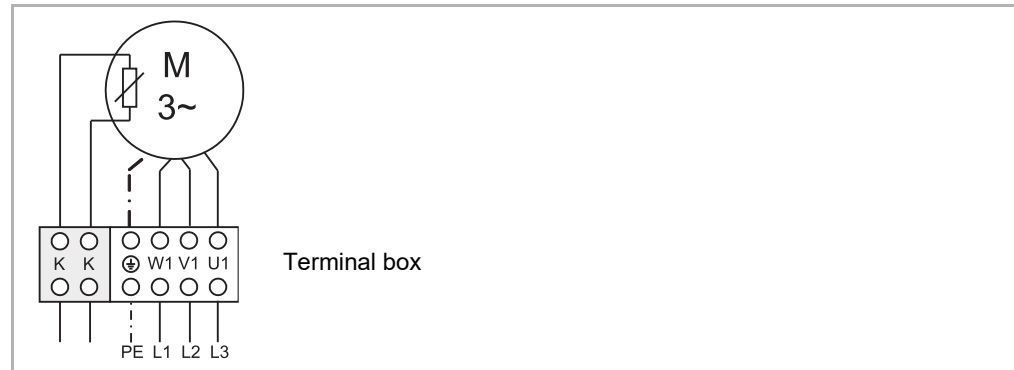 M
3~
K K W1 V1 U1
Terminal box
PE L1 L2 L3